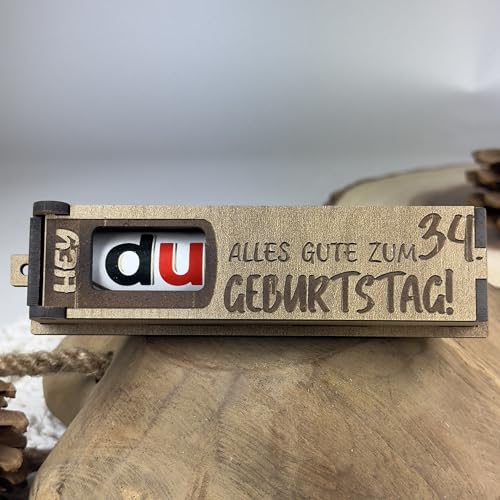 HEY
du
ALLES GUTE ZUM 34.
GEBURTSTAG!